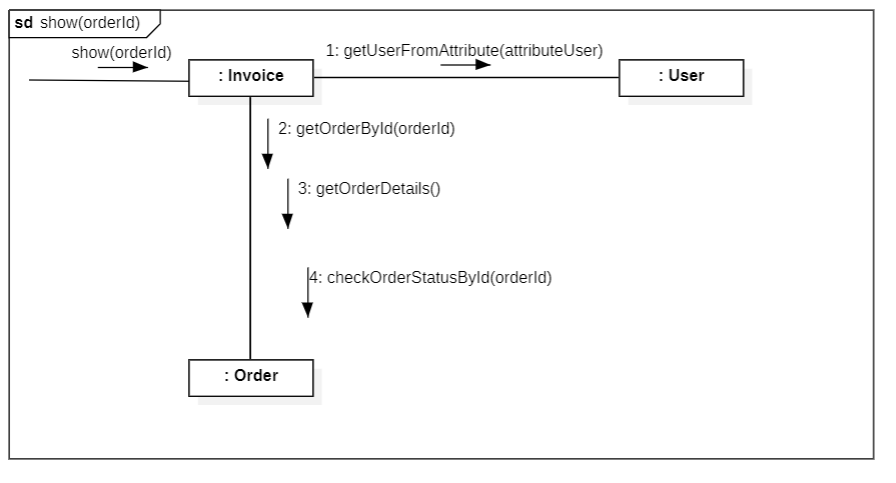 sd show(orderId)
show(orderId)
1: getUserFromAttribute(attributeUser)
: Invoice
: User
2: getOrderById(orderId)
3: getOrderDetails()
4: checkOrderStatusById(orderId)
: Order